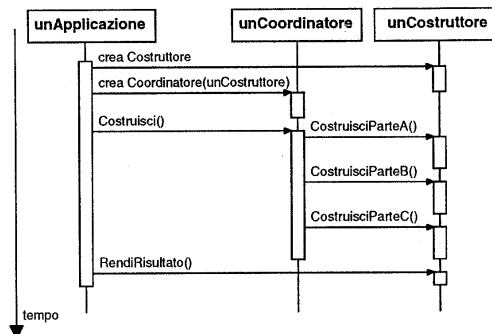 unApplicazione
unCoordinatore
unCostruttore
crea Costruttore
crea Coordinatore(unCostruttore)
Costruisci()
CostruisciParteA()
CostruisciParteB()
CostruisciParteC()
RendiRisultato()
tempo